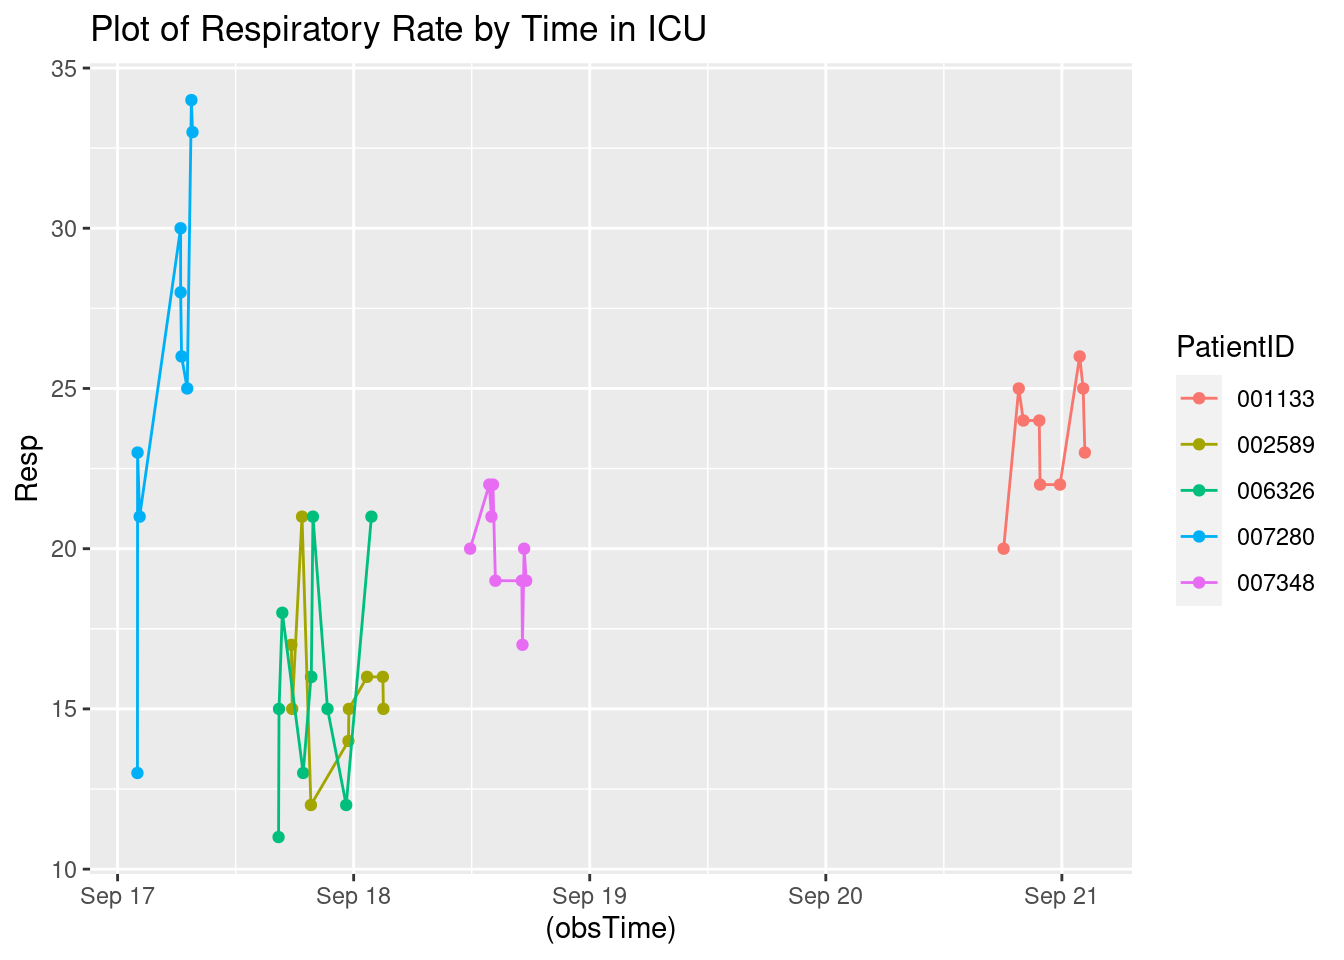 Plot of Respiratory Rate by Time in ICU
35
30
25
20
15
10
Resp
Sep 17
Sep 18
Sep 19
Sep 20
Sep 21
(obsTime)
PatientID
001133
002589
006326
007280
007348